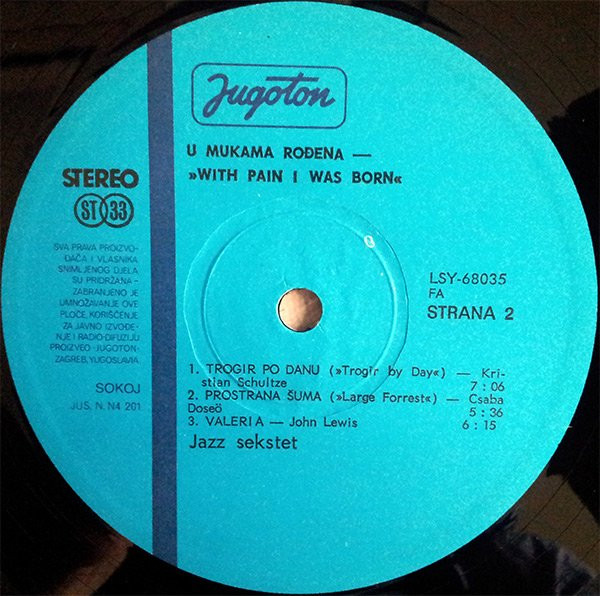 Jugoton
U MUKAMA ROĐENA —
»WITH PAIN I WAS BORN«
STEREO
ST 33
SVA PRAVA PROIZVO-
ĐAČA I VLASNIKA
SNIMLJENOG DJELA
SU PRIDRŽANA -
ZABRANJENO JE
UMNOŽAVANJE OVE
PLOČE, KORIŠĆENJE
ZA JAVNO IZVOĐE-
NJE I RADIO-DIFUZIJU
PROIZVEO -JUGOTON-
ZAGREB, YUGOSLAVIA
SOKOJ
JUS. N. N4 201
LSY-68035
FA
STRANA 2
1. TROGIR PO DANU (»Trogir by Day«) — Kri-
stian Schultze 7 : 06
2. PROSTRANA ŠUMA (»Large Forrest«) — Csaba
Doseö 5 : 36
3. VALERIA — John Lewis 6 : 15
Jazz sekstet